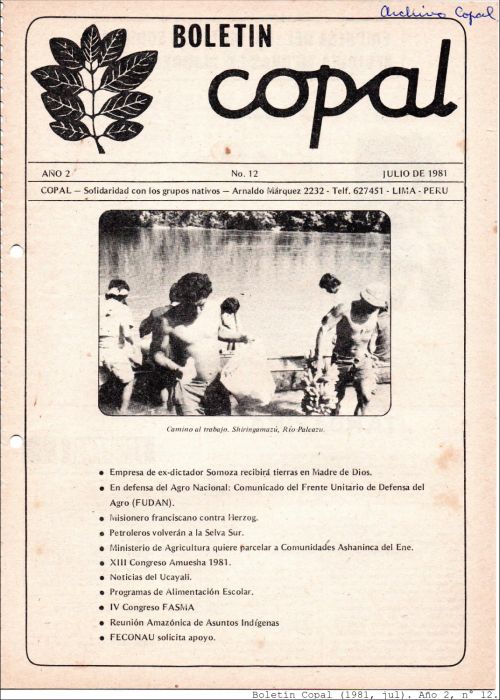 Archivo Copal
BOLETIN
copal
AÑO 2 No. 12 JULIO DE 1981
COPAL — Solidaridad con los grupos nativos — Arnaldo Márquez 2232 - Telf. 627451 - LIMA - PERU
Camino al trabajo. Shiringamazú, Río Palcazu.
• Empresa de ex-dictador Somoza recibirá tierras en Madre de Dios.
• En defensa del Agro Nacional: Comunicado del Frente Unitario de Defensa del
Agro (FUDAN).
• Misionero franciscano contra Herzog.
• Petroleros volverán a la Selva Sur.
• Ministerio de Agricultura quiere parcelar a Comunidades Ashaninca del Ene.
• XIII Congreso Amuesha 1981.
• Noticias del Ucayali.
• Programas de Alimentación Escolar.
• IV Congreso FASMA
• Reunión Amazónica de Asuntos Indígenas
• FECONAU solicita apoyo.
Boletin Copal (1981, jul). Año 2, n° 12.